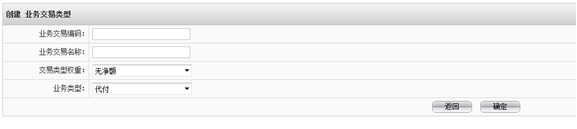 创建 业务交易类型
业务交易编码:
业务交易名称:
交易类型权重: 无净额
业务类型: 代付
返回 确定